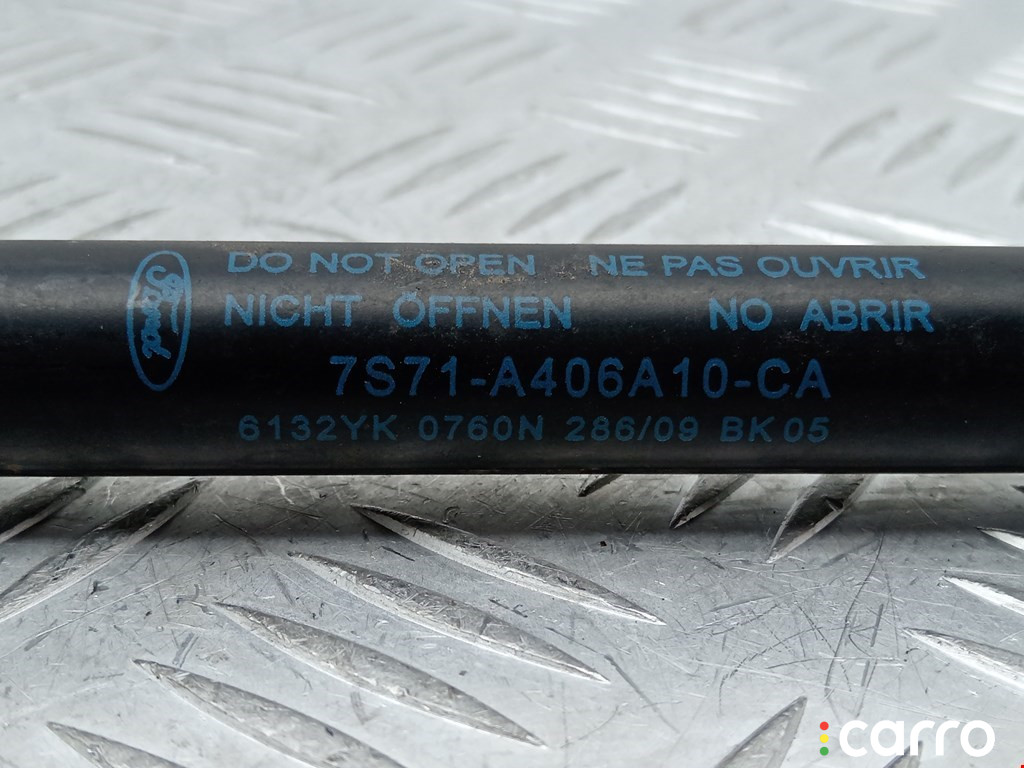 Ford
DO NOT OPEN NE PAS OUVRIR
NICHT ÖFFNEN NO ABRIR
7S71-A406A10-CA
6132YK 0760N 286/09 BK05
carro